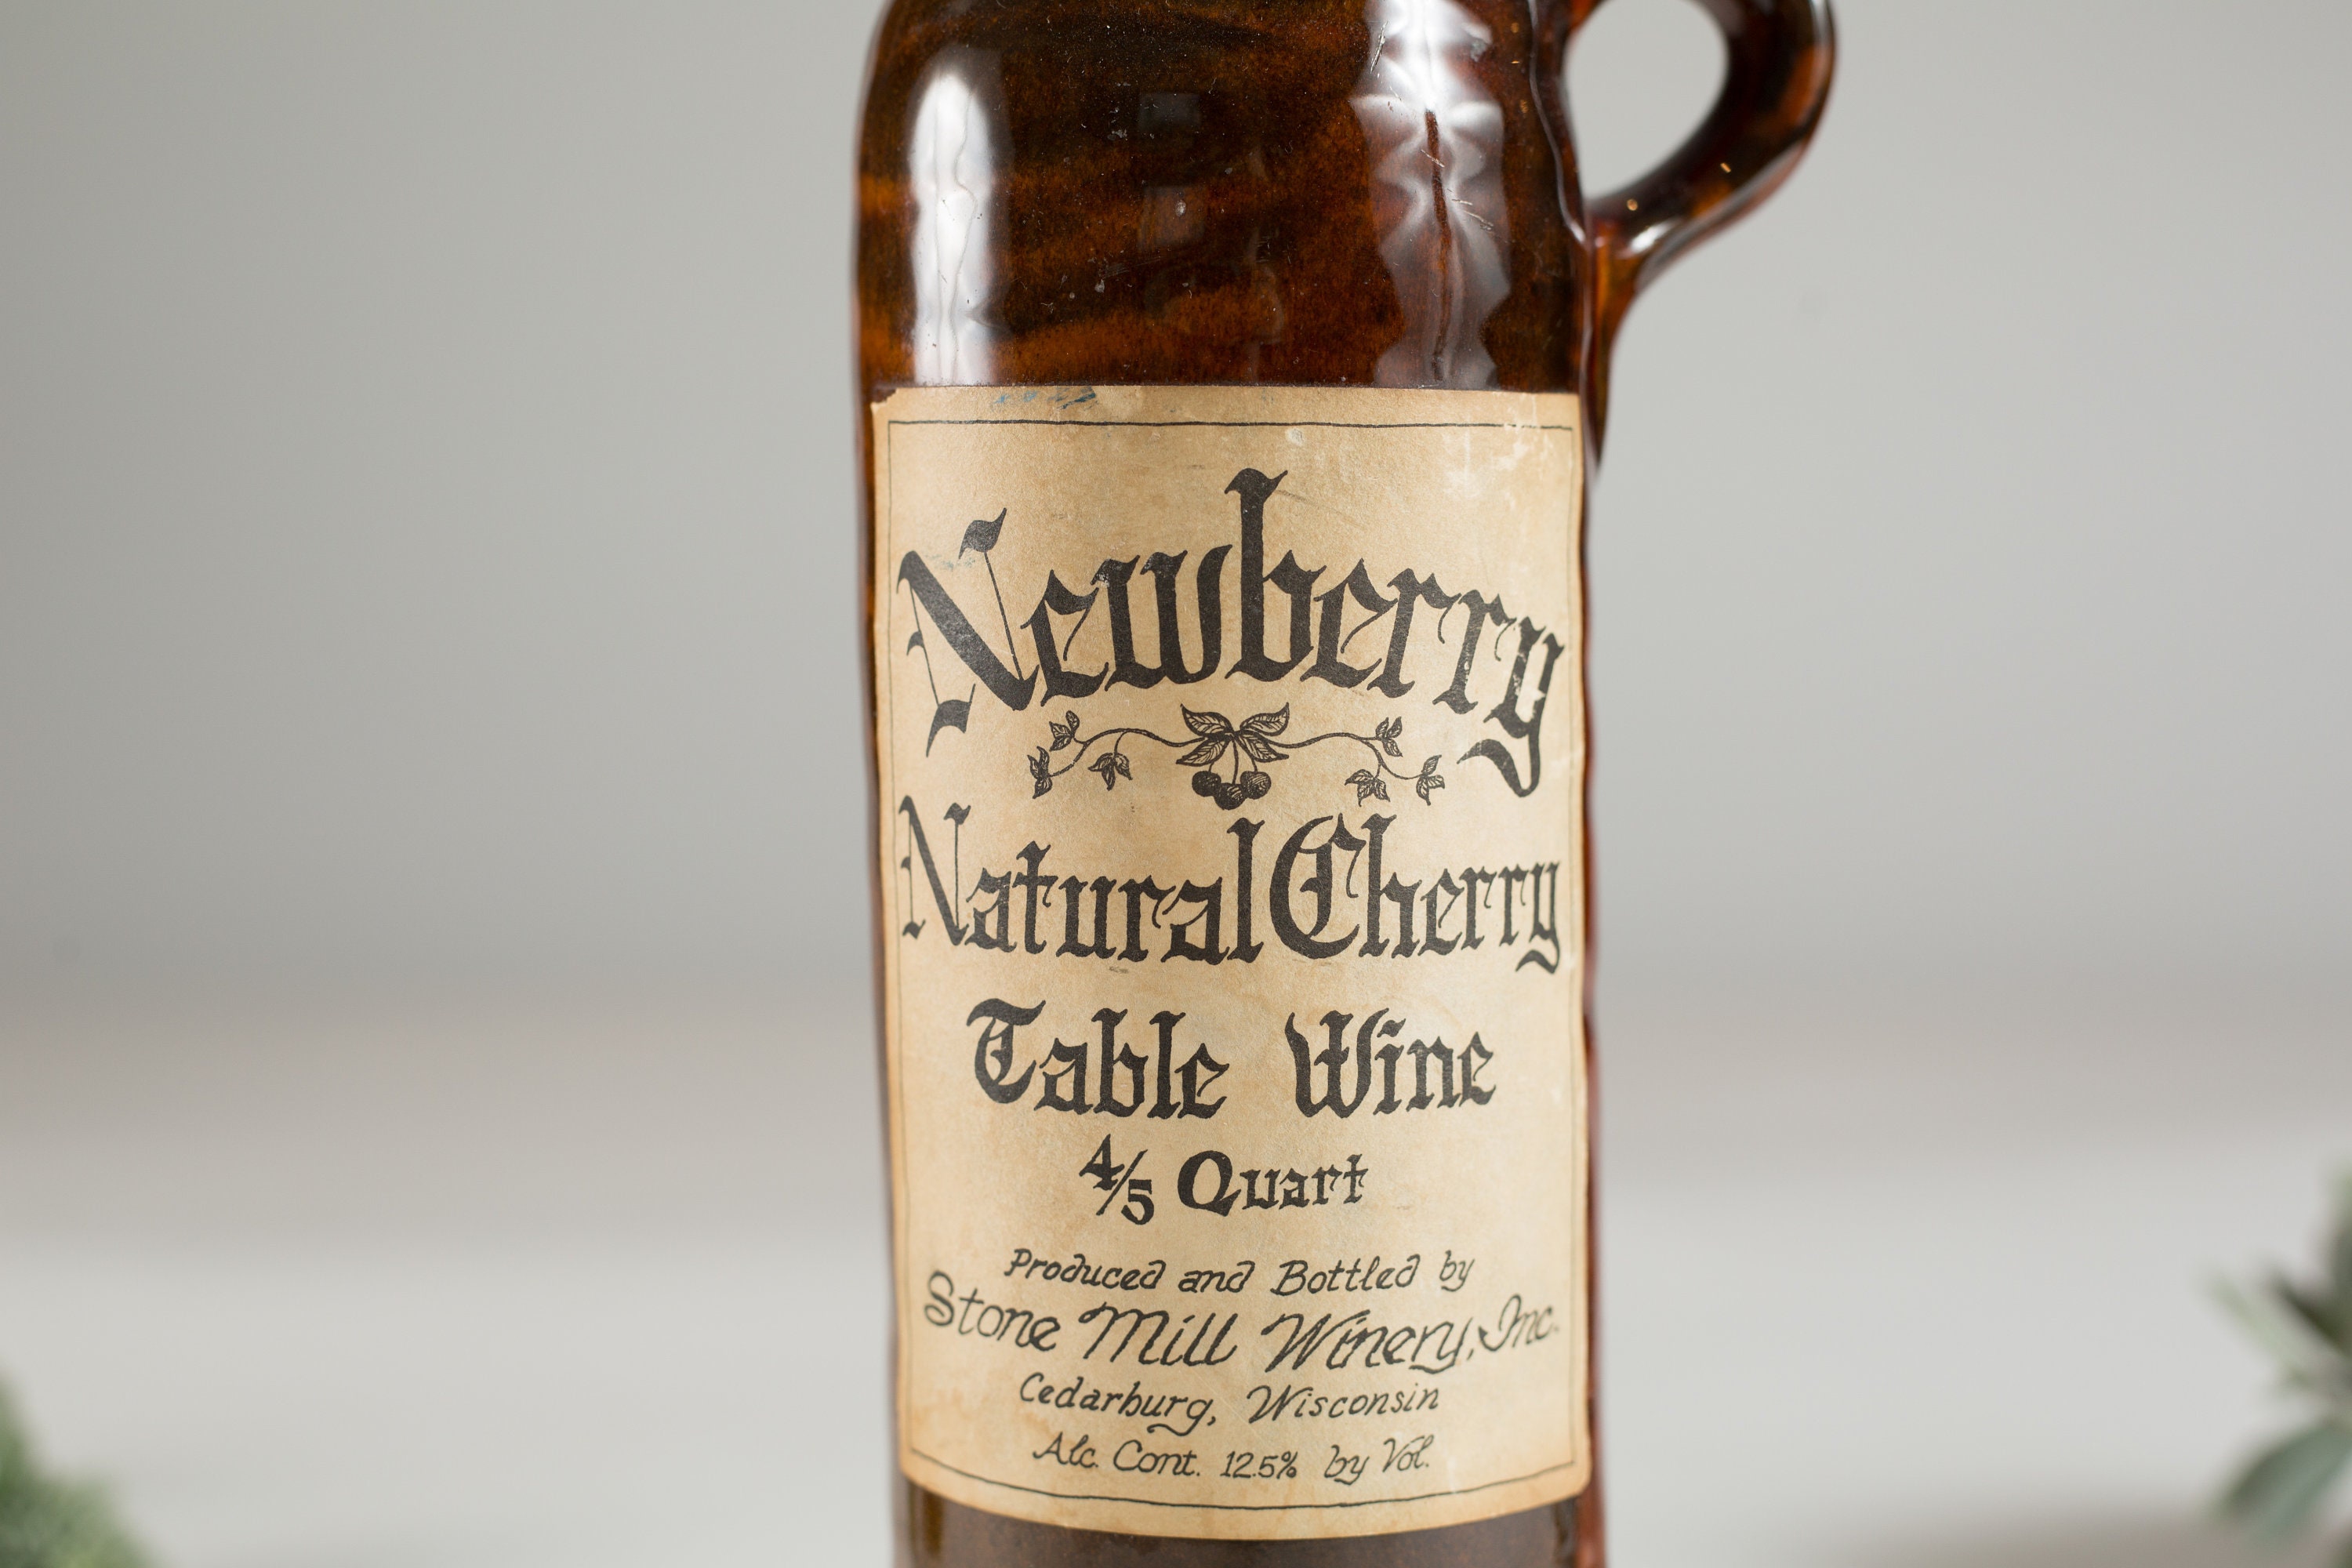 Newberry
Natural Cherry
Table Wine
4/5 Quart
Produced and Bottled by
Stone Mill Winery, Inc.
Cedarburg, Wisconsin
Alc. Cont. 12.5% by Vol.